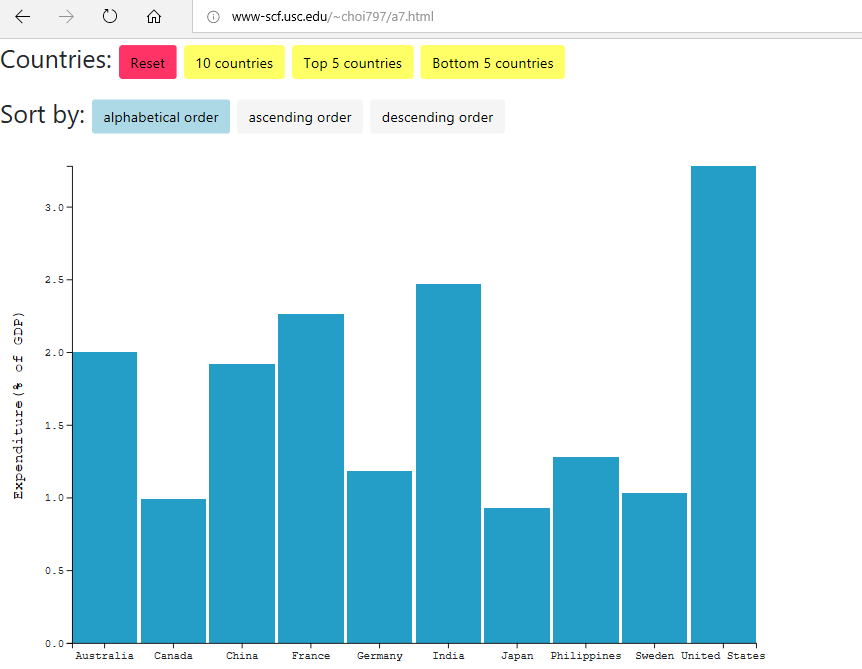 www-scf.usc.edu/~choi797/a7.html
Countries: Reset 10 countries Top 5 countries Bottom 5 countries
Sort by: alphabetical order ascending order descending order
Expenditure(% of GDP)
3.0
2.5
2.0
1.5
1.0
0.5
0.0
Australia Canada China France Germany India Japan Philippines Sweden United States